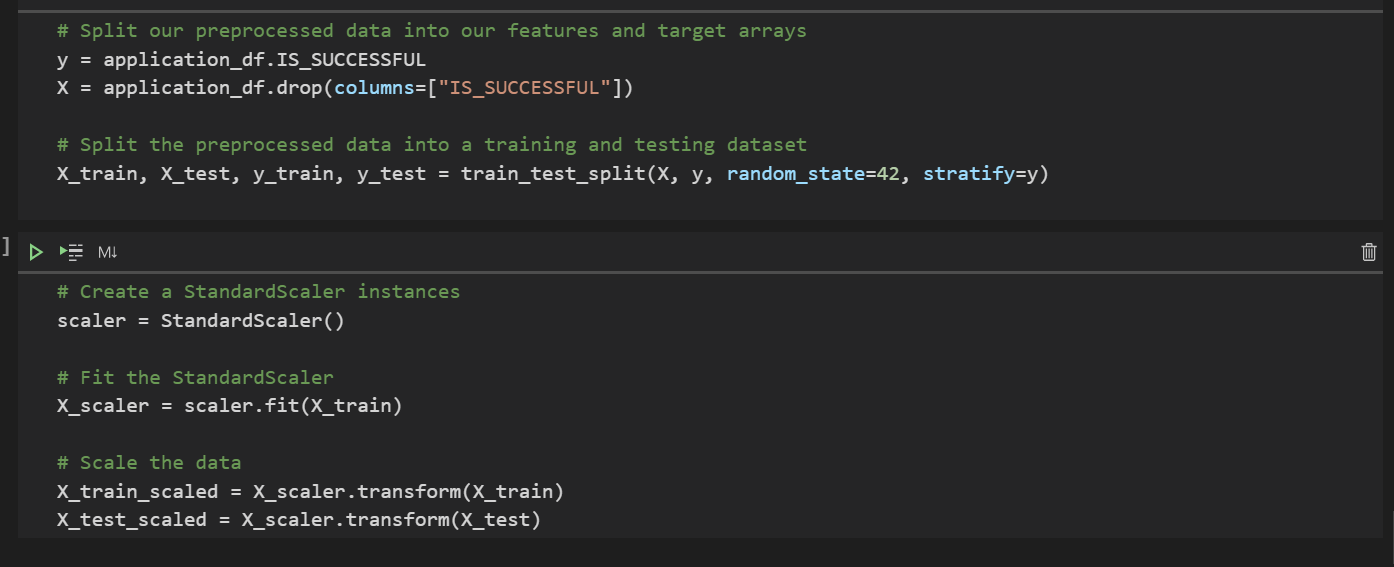 # Split our preprocessed data into our features and target arrays
y = application_df.IS_SUCCESSFUL
X = application_df.drop(columns=["IS_SUCCESSFUL"])
# Split the preprocessed data into a training and testing dataset
X_train, X_test, y_train, y_test = train_test_split(X, y, random_state=42, stratify=y)
]
M↓
# Create a StandardScaler instances
scaler = StandardScaler()
# Fit the StandardScaler
X_scaler = scaler.fit(X_train)
# Scale the data
X_train_scaled = X_scaler.transform(X_train)
X_test_scaled = X_scaler.transform(X_test)